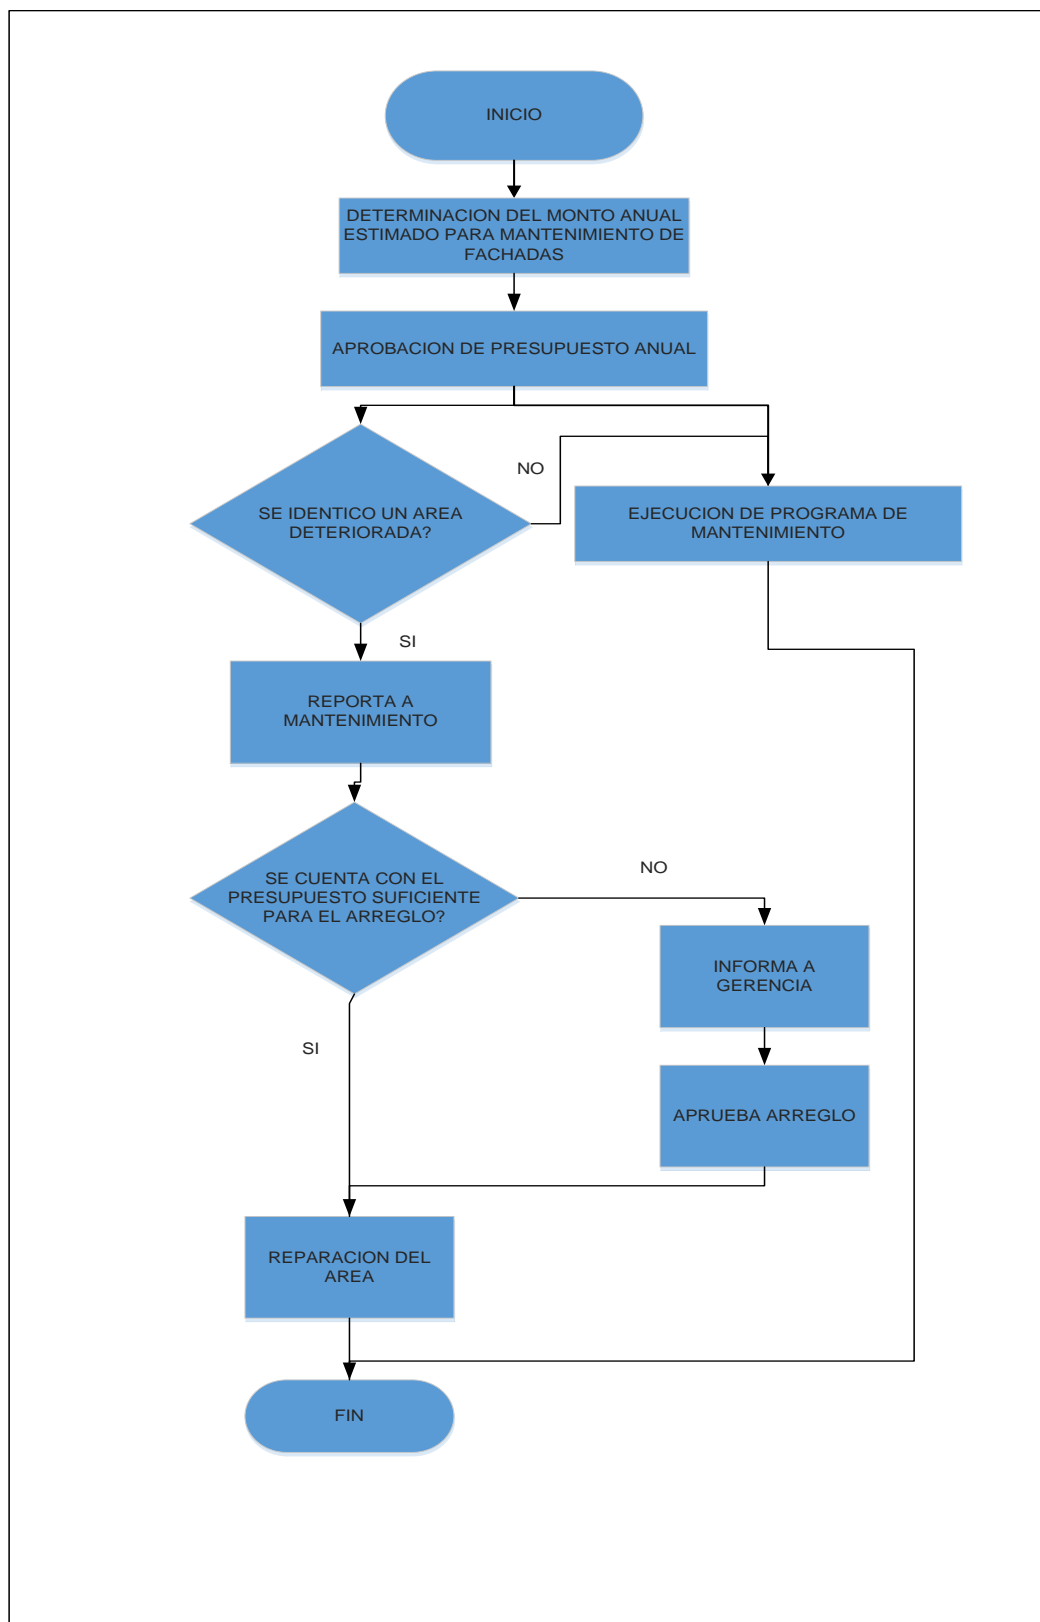 INICIO
DETERMINACION DEL MONTO ANUAL
ESTIMADO PARA MANTENIMIENTO DE
FACHADAS
APROBACION DE PRESUPUESTO ANUAL
NO
SE IDENTICO UN AREA
DETERIORADA?
EJECUCION DE PROGRAMA DE
MANTENIMIENTO
SI
REPORTA A
MANTENIMIENTO
SE CUENTA CON EL
PRESUPUESTO SUFICIENTE
PARA EL ARREGLO?
NO
INFORMA A
GERENCIA
SI
APRUEBA ARREGLO
REPARACION DEL
AREA
FIN